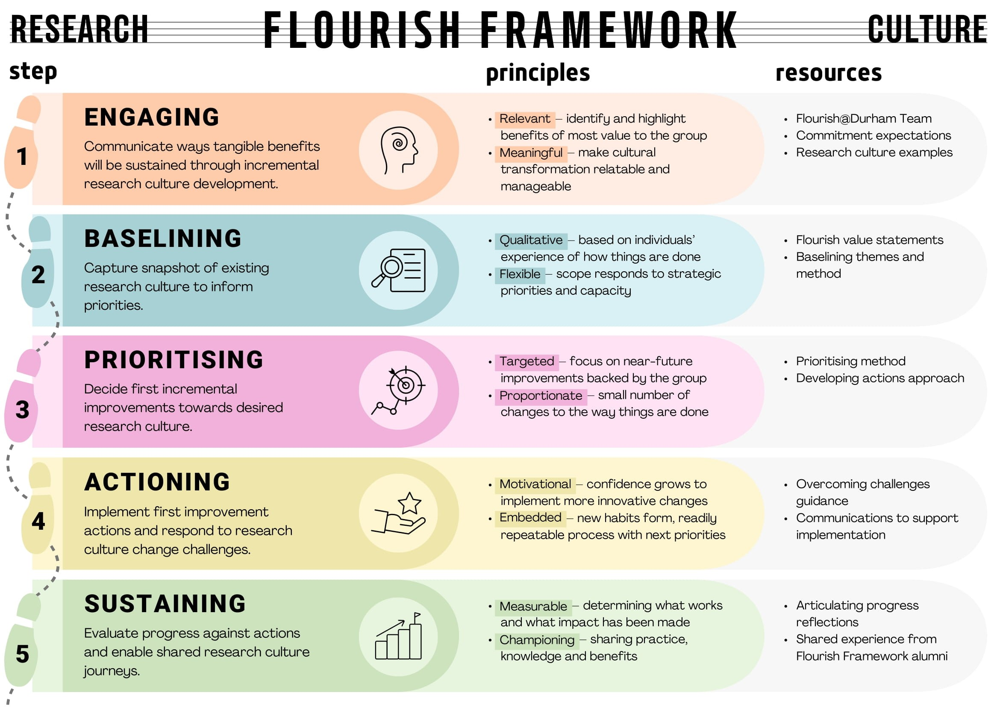 RESEARCH FLOURISH FRAMEWORK CULTURE
step principles resources
1
ENGAGING
Communicate ways tangible benefits
will be sustained through incremental
research culture development.
• Relevant – identify and highlight
benefits of most value to the group
• Meaningful – make cultural
transformation relatable and
manageable
• Flourish@Durham Team
• Commitment expectations
• Research culture examples
2
BASELINING
Capture snapshot of existing
research culture to inform
priorities.
• Qualitative – based on individuals’
experience of how things are done
• Flexible – scope responds to strategic
priorities and capacity
• Flourish value statements
• Baselining themes and
method
3
PRIORITISING
Decide first incremental
improvements towards desired
research culture.
• Targeted – focus on near-future
improvements backed by the group
• Proportionate – small number of
changes to the way things are done
• Prioritising method
• Developing actions approach
4
ACTIONING
Implement first improvement
actions and respond to research
culture change challenges.
• Motivational – confidence grows to
implement more innovative changes
• Embedded – new habits form, readily
repeatable process with next priorities
• Overcoming challenges
guidance
• Communications to support
implementation
5
SUSTAINING
Evaluate progress against actions
and enable shared research culture
journeys.
• Measurable – determining what works
and what impact has been made
• Championing – sharing practice,
knowledge and benefits
• Articulating progress
reflections
• Shared experience from
Flourish Framework alumni